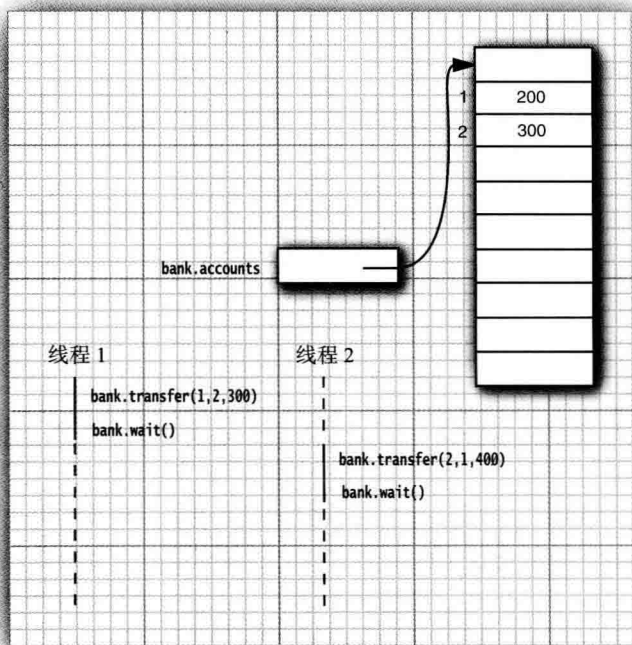 1 200
2 300
bank.accounts
线程 1
bank.transfer(1,2,300)
bank.wait()
线程 2
bank.transfer(2,1,400)
bank.wait()